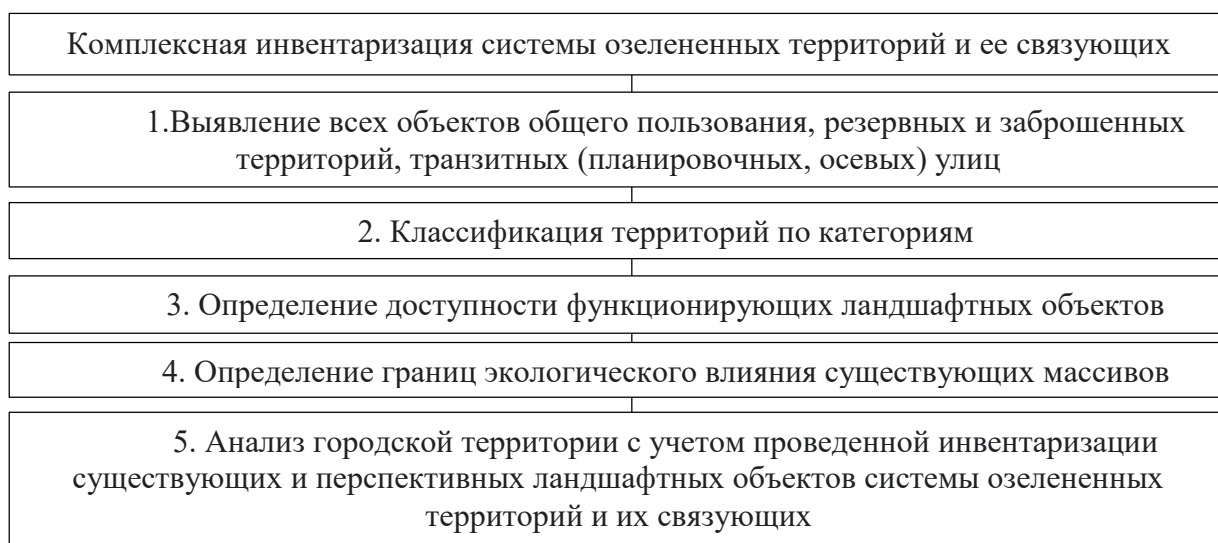 Комплексная инвентаризация системы озелененных территорий и ее связующих
1.Выявление всех объектов общего пользования, резервных и заброшенных
территорий, транзитных (планировочных, осевых) улиц
2. Классификация территорий по категориям
3. Определение доступности функционирующих ландшафтных объектов
4. Определение границ экологического влияния существующих массивов
5. Анализ городской территории с учетом проведенной инвентаризации
существующих и перспективных ландшафтных объектов системы озелененных
территорий и их связующих